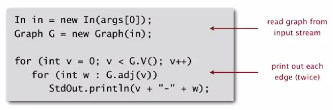 In in = new In(args[0]);
Graph G = new Graph(in);
read graph from
input stream
for (int v = 0; v < G.V(); v++)
for (int w : G.adj(v))
StdOut.println(v + "-" + w);
print out each
edge (twice)